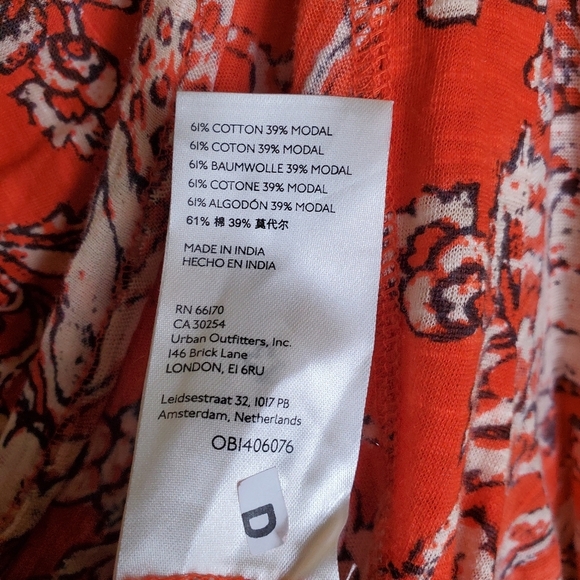 61% COTTON 39% MODAL
61% COTON 39% MODAL
61% BAUMWOLLE 39% MODAL
61% COTONE 39% MODAL
61% ALGODÓN 39% MODAL
61% 棉 39% 莫代尔
MADE IN INDIA
HECHO EN INDIA
RN 66170
CA 30254
Urban Outfitters, Inc.
146 Brick Lane
LONDON, E1 6RU
Leidsestraat 32, 1017 PB
Amsterdam, Netherlands
OB1406076
D